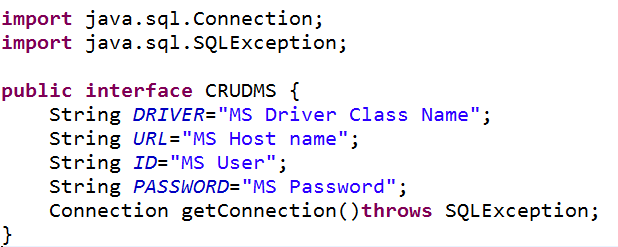 import java.sql.Connection;
import java.sql.SQLException;

public interface CRUDMS {
    String DRIVER="MS Driver Class Name";
    String URL="MS Host name";
    String ID="MS User";
    String PASSWORD="MS Password";
    Connection getConnection()throws SQLException;
}